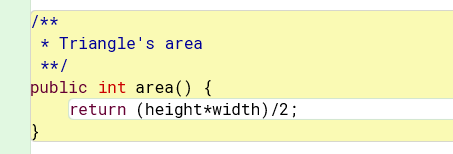 /**
 * Triangle's area
 **/
public int area() {
    return (height*width)/2;
}